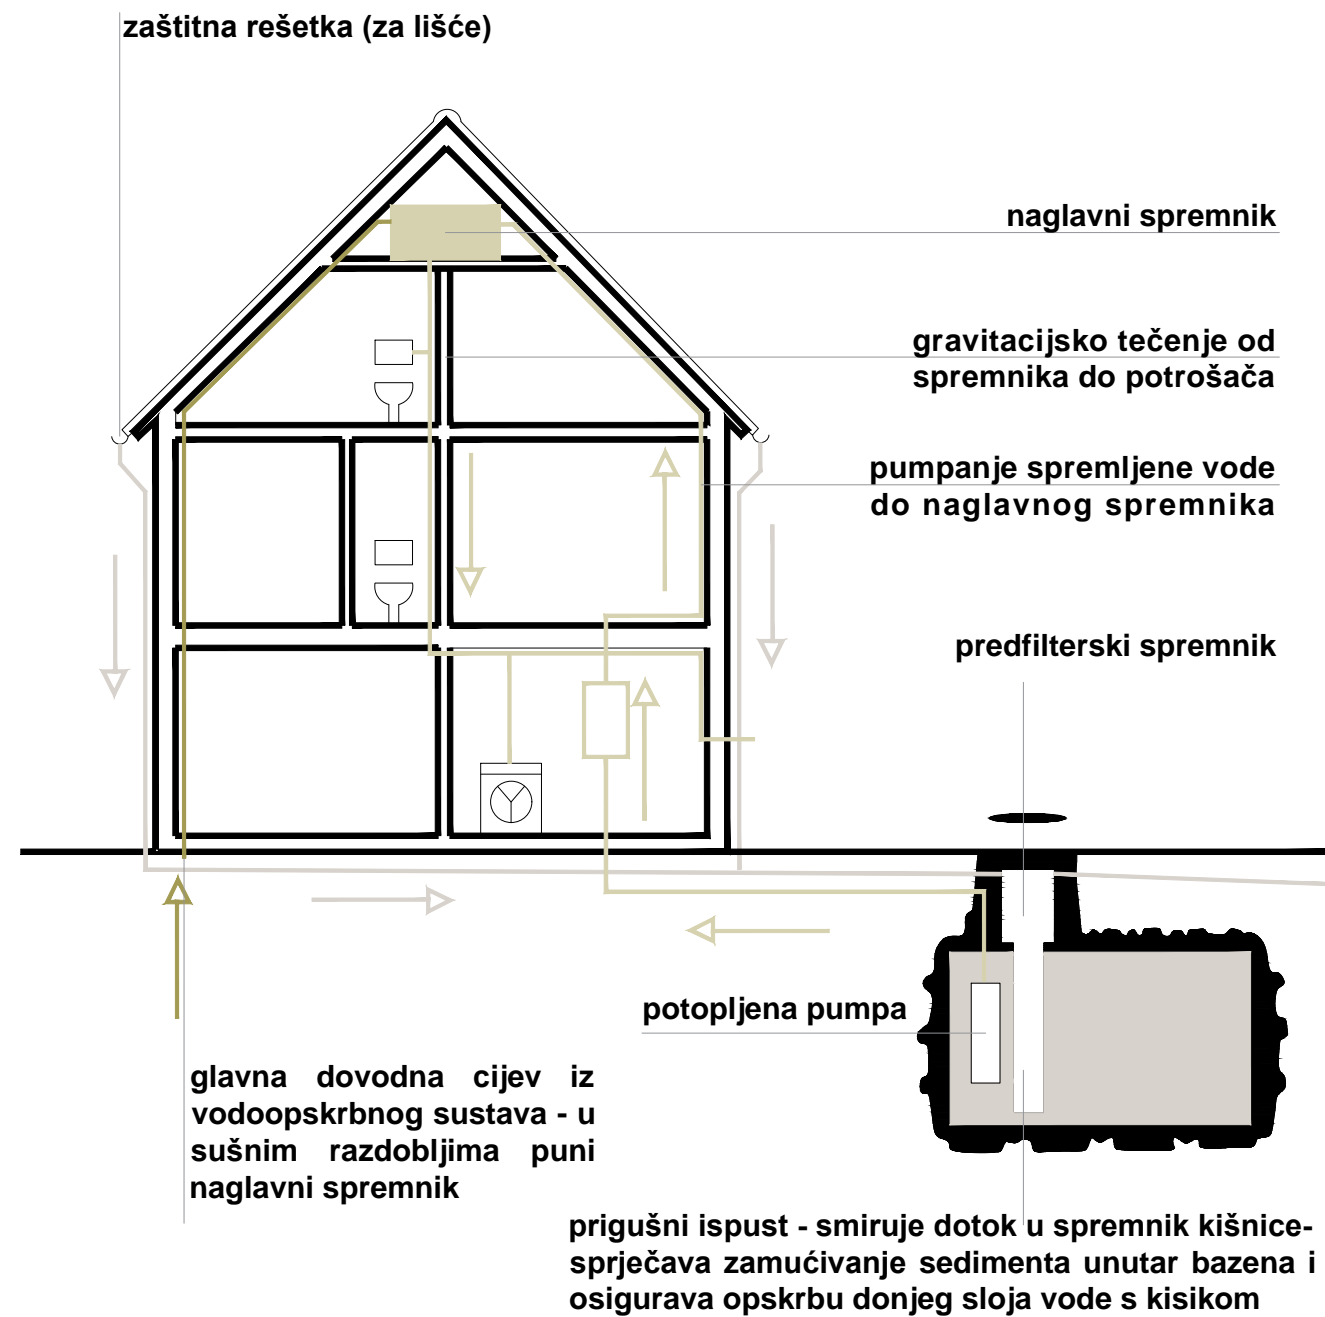 zaštitna rešetka (za lišće)
naglavni spremnik
gravitacijsko tečenje od
spremnika do potrošača
pumpanje spremljene vode
do naglavnog spremnika
predfilterski spremnik
potopljena pumpa
glavna dovodna cijev iz
vodoopskrbnog sustava - u
sušnim razdobljima puni
naglavni spremnik
prigušni ispust - smiruje dotok u spremnik kišnice-
sprječava zamućivanje sedimenta unutar bazena i
osigurava opskrbu donjeg sloja vode s kisikom